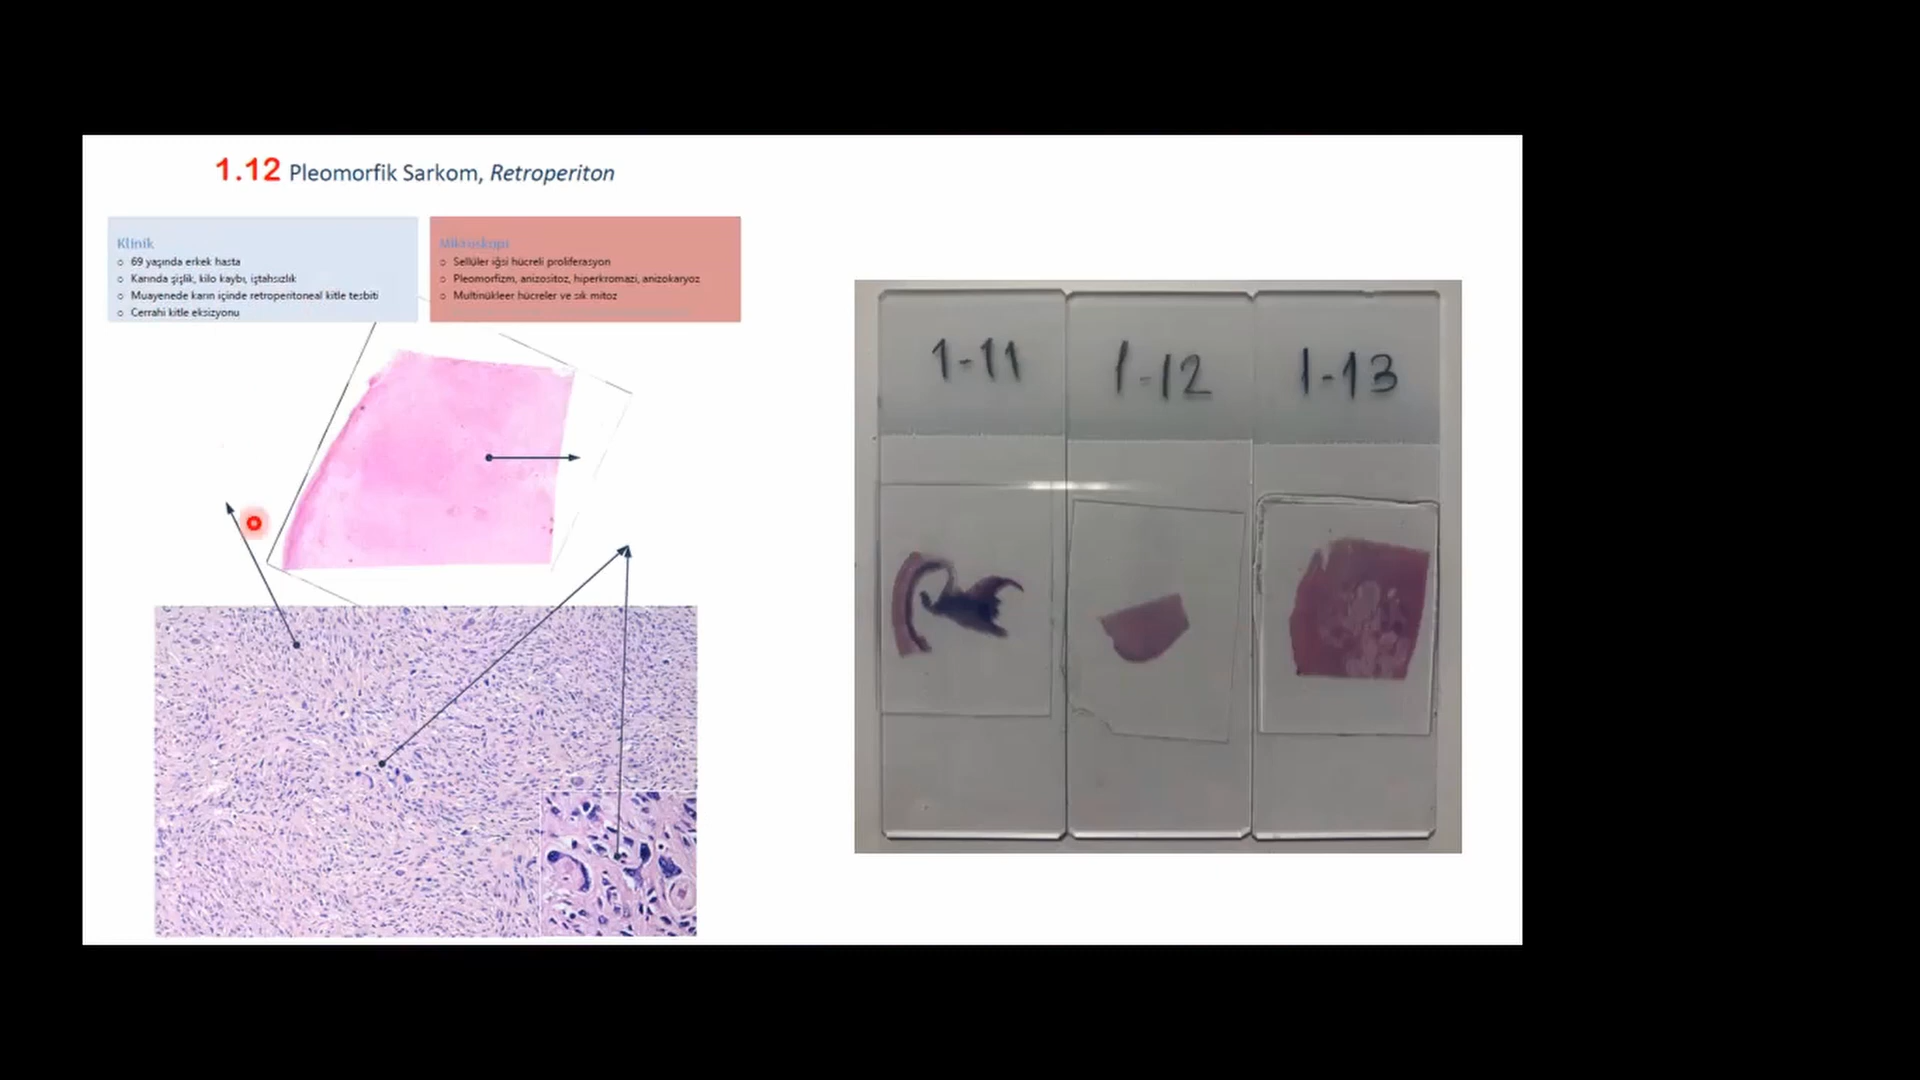 1.12 Pleomorfik Sarkom, Retroperiton
Klinik
o 69 yaşında erkek hasta
o Karında şişlik, kilo kaybı, iştahsızlık
o Muayenede karın içinde retroperitoneal kitle tesbiti
o Cerrahi kitle eksizyonu
Mikroskopi
o Sellüler iğsi hücreli proliferasyon
o Pleomorfizm, anizositoz, hiperkromazi, anizokaryoz
o Multinükleer hücreler ve sık mitoz
1-11
1-12
1-13